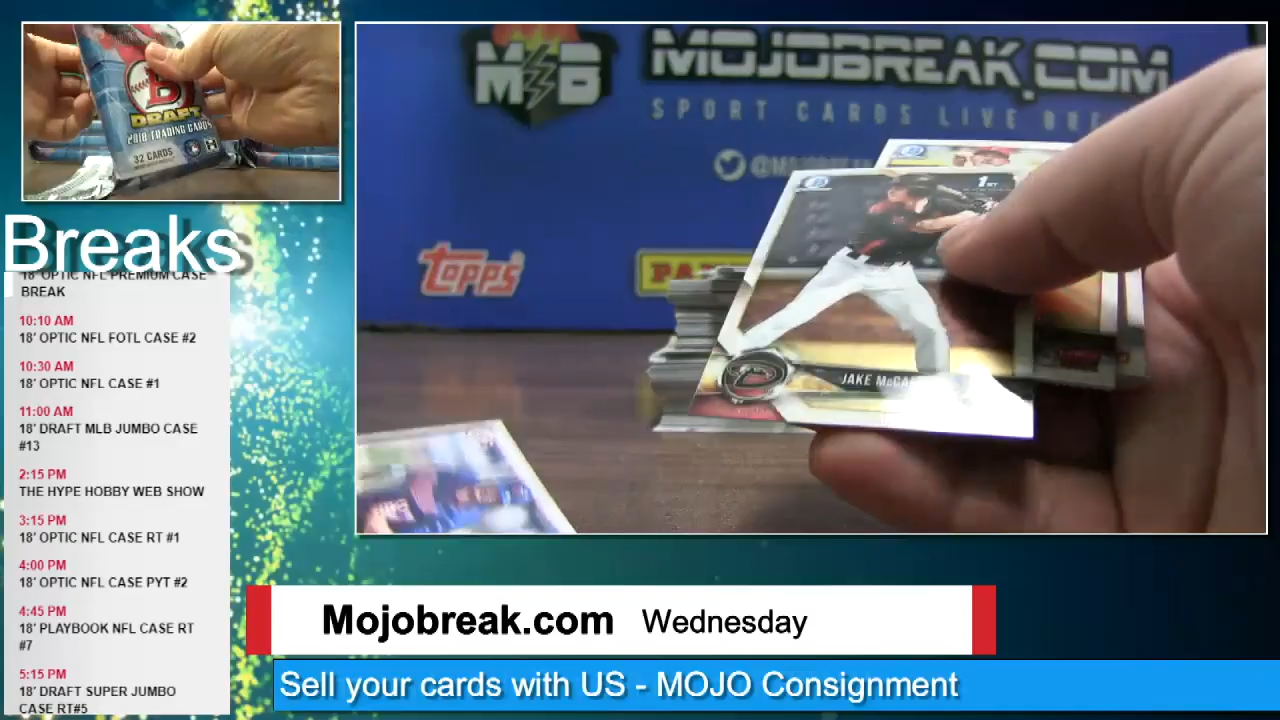 B
DRAFT
2018 TRADING CARDS
32 CARDS
Breaks
18' OPTIC NFL PREMIUM CASE
BREAK
10:10 AM
18' OPTIC NFL FOTL CASE #2
10:30 AM
18' OPTIC NFL CASE #1
11:00 AM
18' DRAFT MLB JUMBO CASE
#13
2:15 PM
THE HYPE HOBBY WEB SHOW
3:15 PM
18' OPTIC NFL CASE RT #1
4:00 PM
18' OPTIC NFL CASE PYT #2
4:45 PM
18' PLAYBOOK NFL CASE RT
#7
5:15 PM
18' DRAFT SUPER JUMBO
CASE RT#5
M B
MOJOBREAK.COM
SPORT CARDS LIVE
TOPPS
1ST
JAKE
Mojobreak.com Wednesday
Sell your cards with US - MOJO Consignment